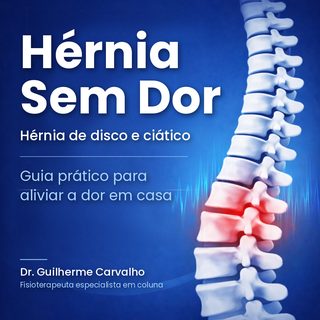 Hérnia
Sem Dor
Hérnia de disco e ciático
Guia prático para
aliviar a dor em casa
Dr. Guilherme Carvalho
Fisioterapeuta especialista em coluna